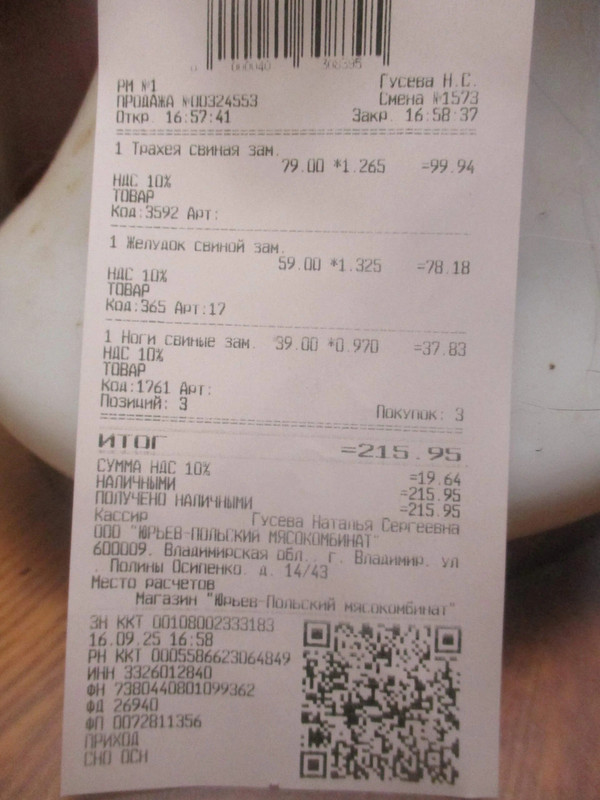 000040 308395
РМ №1 Гусева Н.С.
ПРОДАЖА №00324553 Смена №1573
Откр. 16:57:41 Закр. 16:58:37
1 Трахея свиная зам.
79.00 *1.265 =99.94
НДС 10%
ТОВАР
Код:3592 Арт:
1 Желудок свиной зам.
59.00 *1.325 =78.18
НДС 10%
ТОВАР
Код:365 Арт:17
1 Ноги свиные зам. 39.00 *0.970 =37.83
НДС 10%
ТОВАР
Код:1761 Арт:
Позиций: 3 Покупок: 3
ИТОГ =215.95
СУММА НДС 10% =19.64
НАЛИЧНЫМИ =215.95
ПОЛУЧЕНО НАЛИЧНЫМИ =215.95
Кассир Гусева Наталья Сергеевна
ООО "ЮРЬЕВ-ПОЛЬСКИЙ МЯСОКОМБИНАТ"
600009, Владимирская обл., г. Владимир, ул
. Полины Осипенко, д. 14/43
Место расчетов
Магазин "Юрьев-Польский мясокомбинат"
ЗН ККТ 00108002333183
16.09.25 16:58
РН ККТ 0005586623064849
ИНН 3326012840
ФН 7380440801099362
ФД 26940
ФП 0072811356
ПРИХОД
СНО ОСН